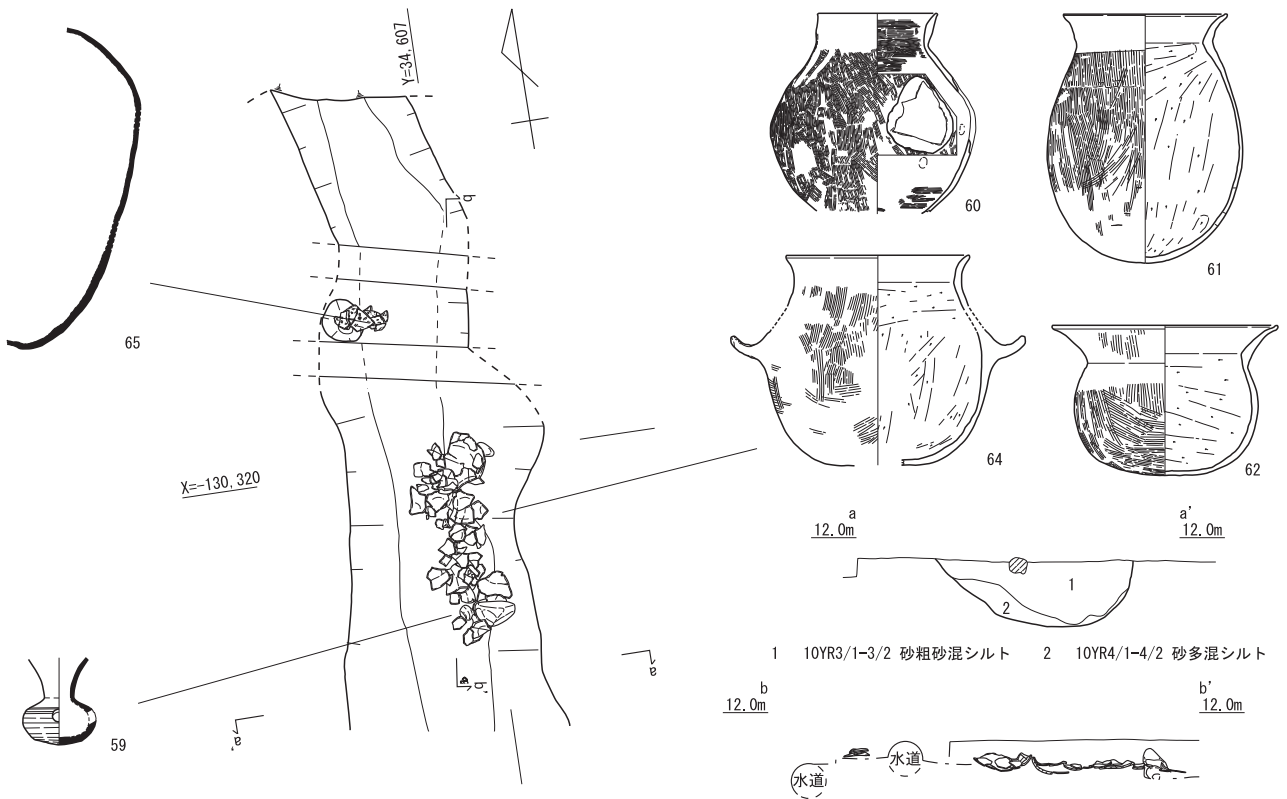 Y=34,607
60
61
65
64
62
X=-130,320
a
12.0m
a'
12.0m
1
2
1 10YR3/1-3/2 砂粗砂混シルト 2 10YR4/1-4/2 砂多混シルト
b
12.0m
b'
12.0m
水道
水道
59
b
b'
a
a'